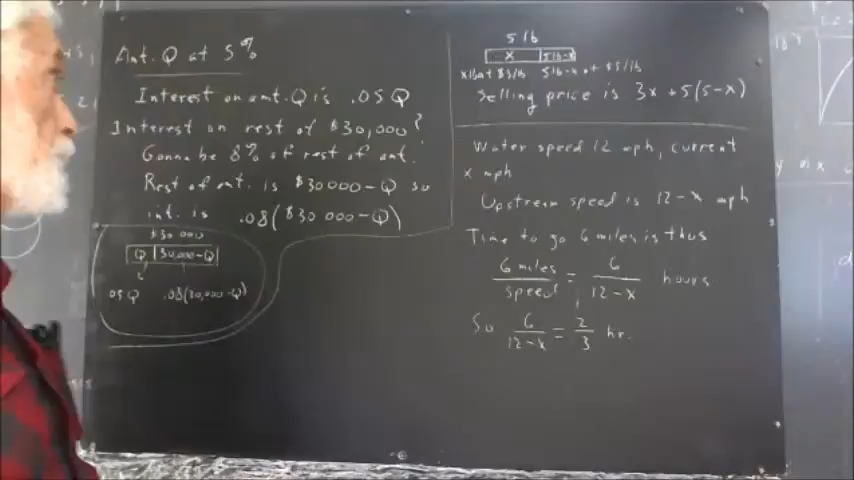 Amt. Q at 5%
Interest on amt. Q is .05Q
Interest on rest of $30,000?
Gonna be 8% of rest of amt.
Rest of amt. is $30000-Q so
int. is .08($30 000-Q)
$30 000
Q 30,000-Q
.05Q .08(30,000-Q)
5 lb
x 5 lb-x
x lb at $3/lb 5 lb-x at $5/lb
Selling price is 3x+5(5-x)
Water speed 12 mph, current
x mph
Upstream speed is 12-x mph
Time to go 6 miles is thus
6 miles / speed = 6 / 12-x hours
So 6 / 12-x = 2 / 3 hr.